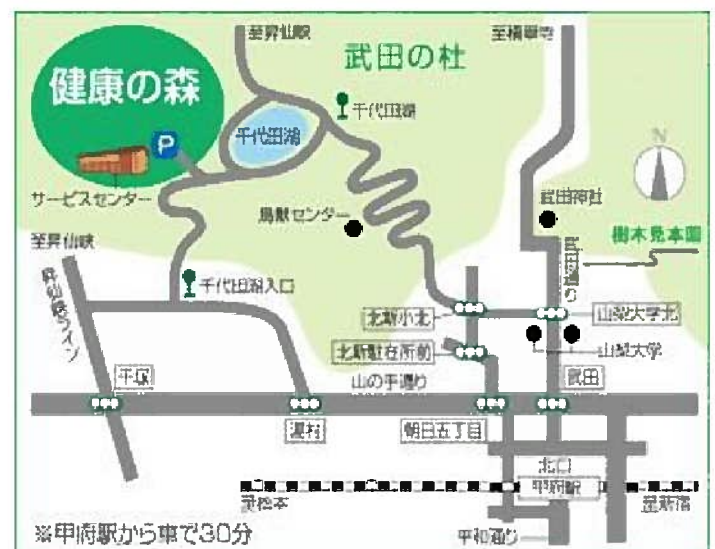 至昇仙峡
武田の杜
至積翠寺
健康の森
千代田湖
千代田湖
P
N
サービスセンター
鳥獣センター
武田神社
至昇仙峡
樹木見本園
昇仙峡ライン
武田通り
千代田湖入口
北新小北
山梨大学北
北新駐在所前
山梨大学
平塚
山の手通り
武田
湯村
朝日五丁目
北口
甲府駅
至松本
至新宿
※甲府駅から車で30分
平和通り